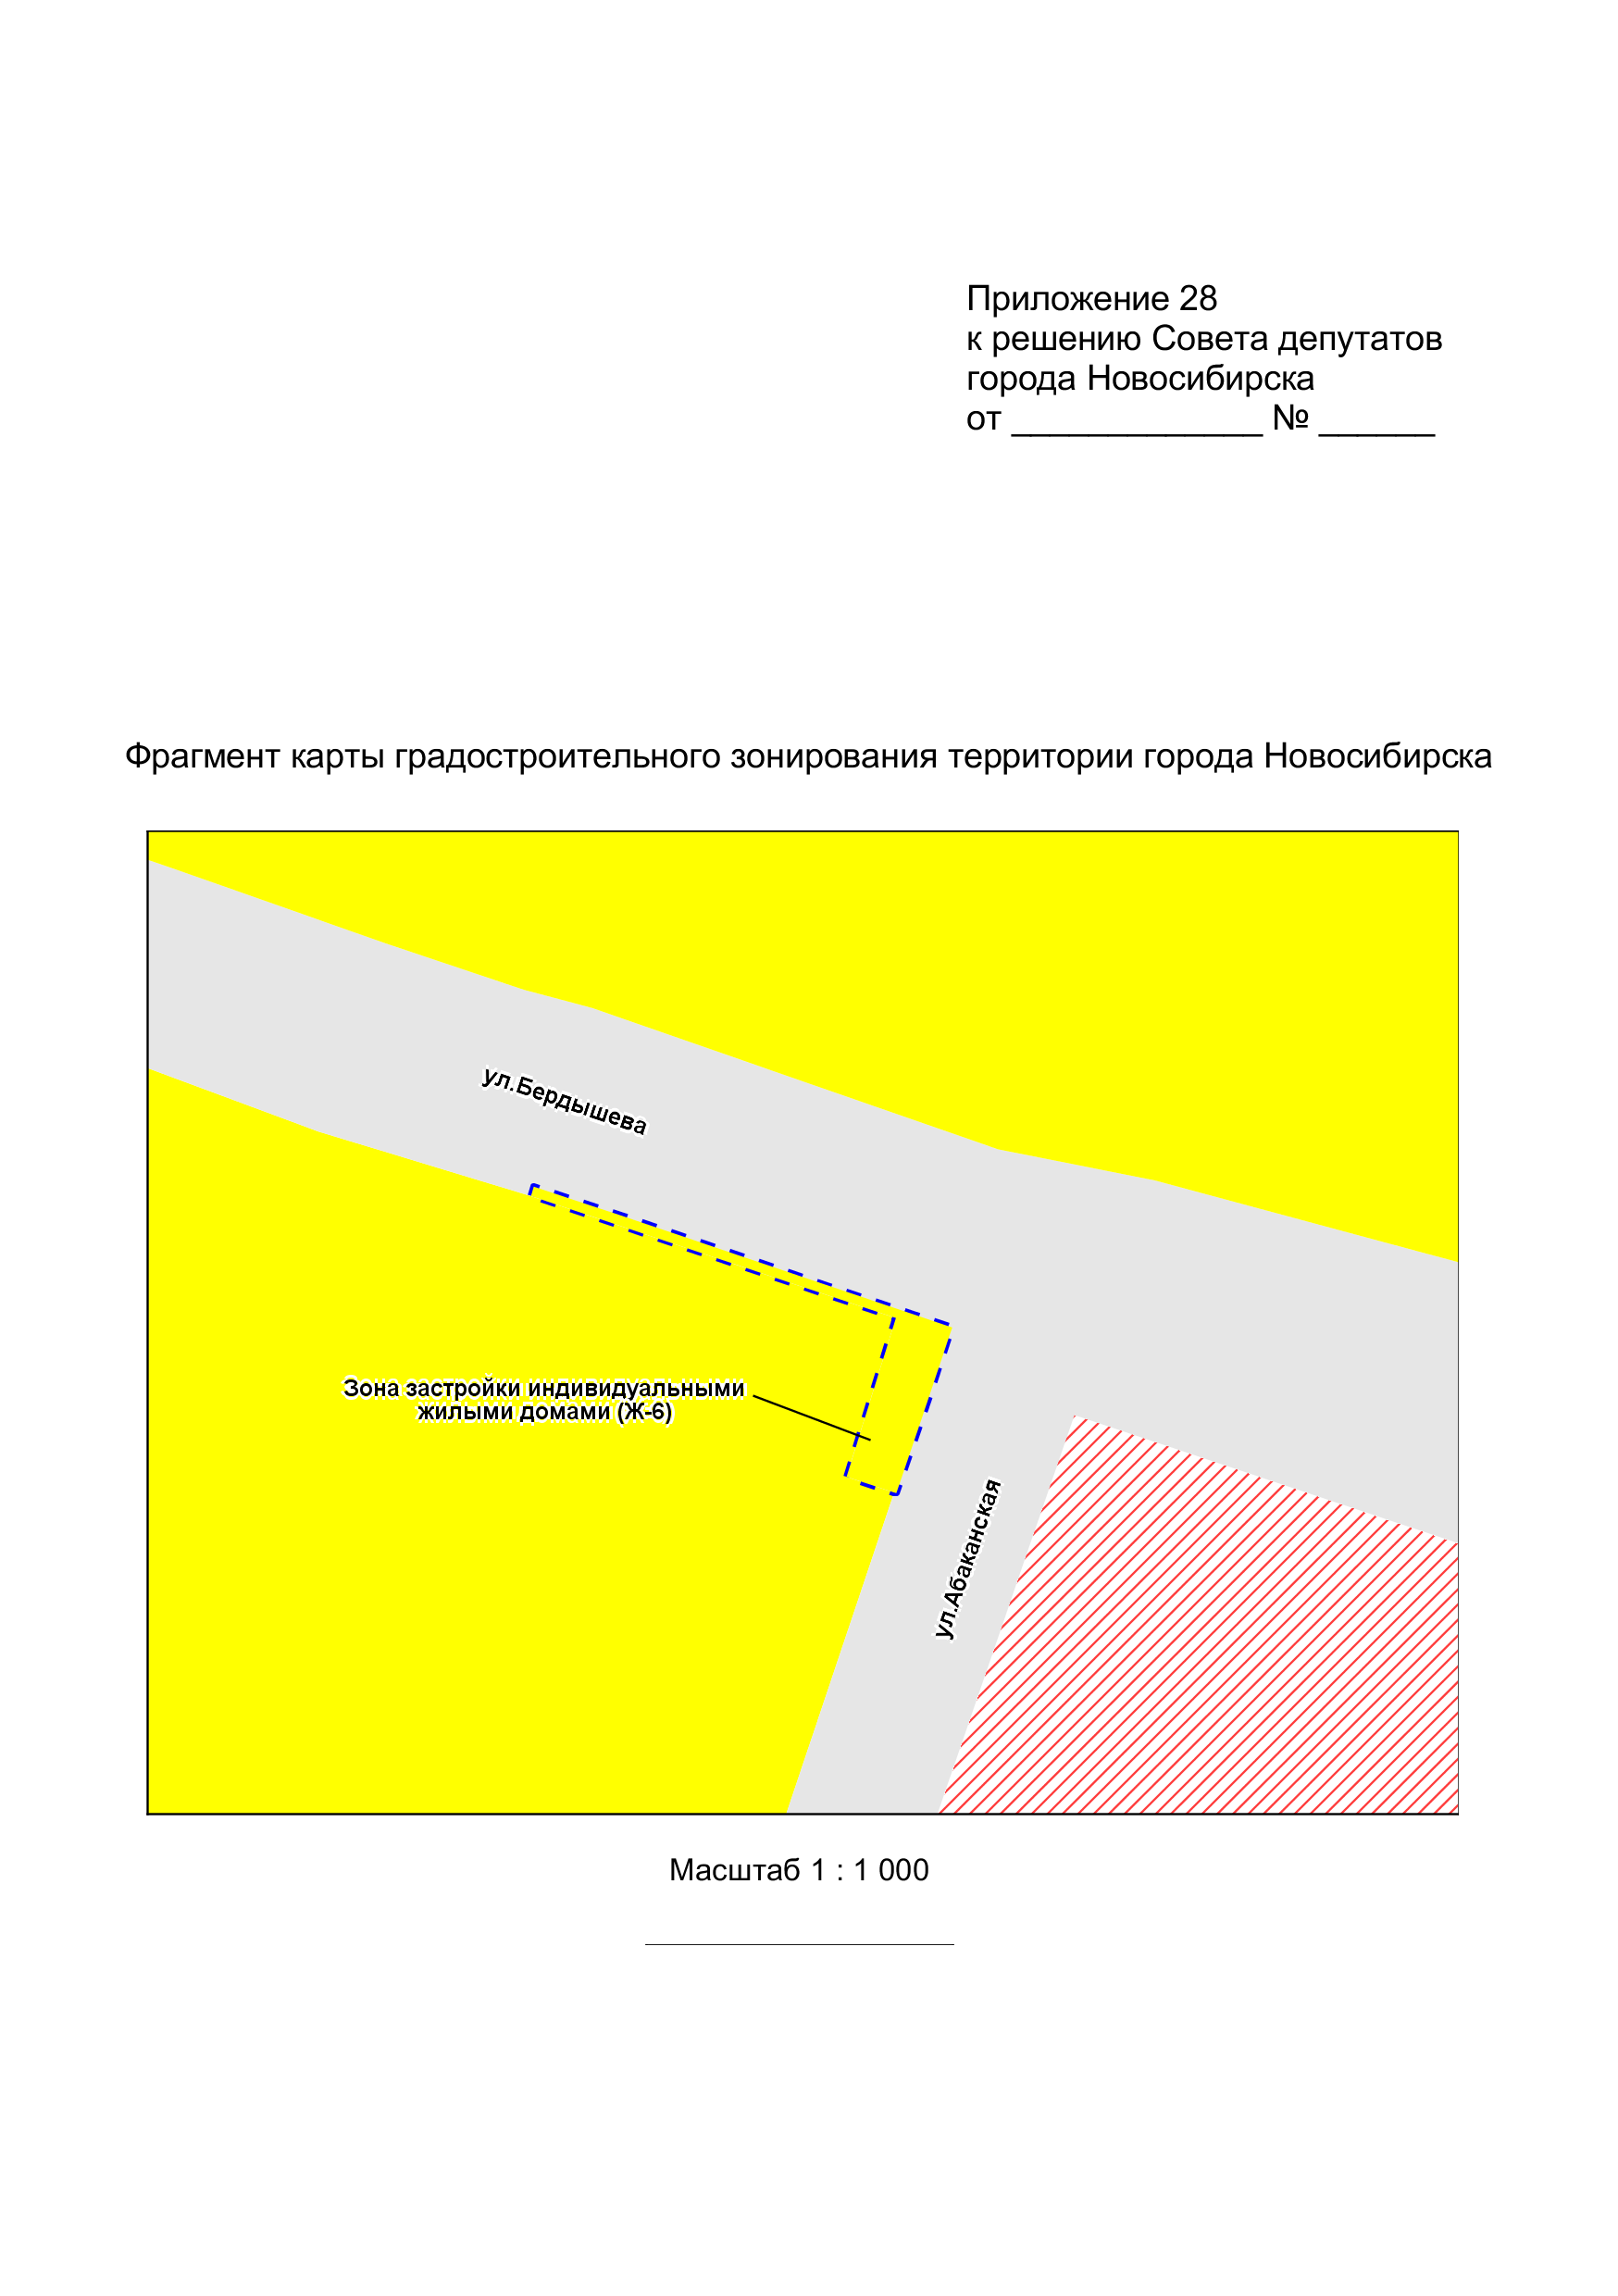 Приложение 28
к решению Совета депутатов
города Новосибирска
от _____________ № ______
Фрагмент карты градостроительного зонирования территории города Новосибирска
ул.Бердышева
Зона застройки индивидуальными
жилыми домами (Ж-6)
ул.Абаканская
Масштаб 1 : 1 000